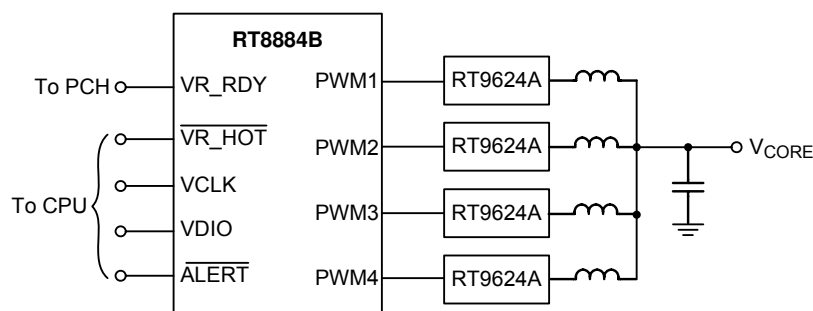 RT8884B
To PCH
VR_RDY
PWM1
RT9624A
VR_HOT
PWM2
RT9624A
VCORE
To CPU
VCLK
VDIO
PWM3
RT9624A
ALERT
PWM4
RT9624A